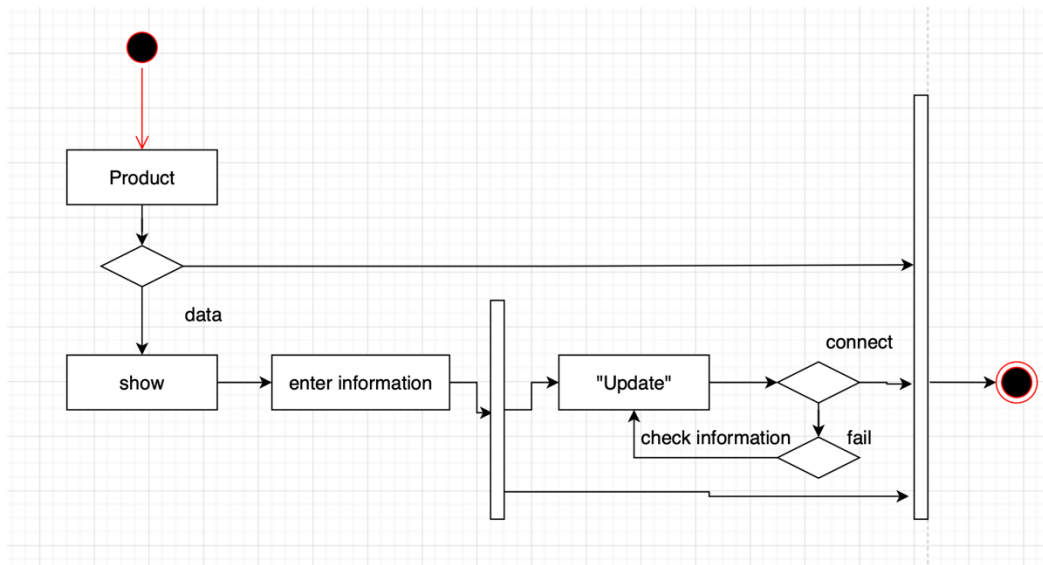 Product
data
connect
show
enter information
"Update"
check information
fail